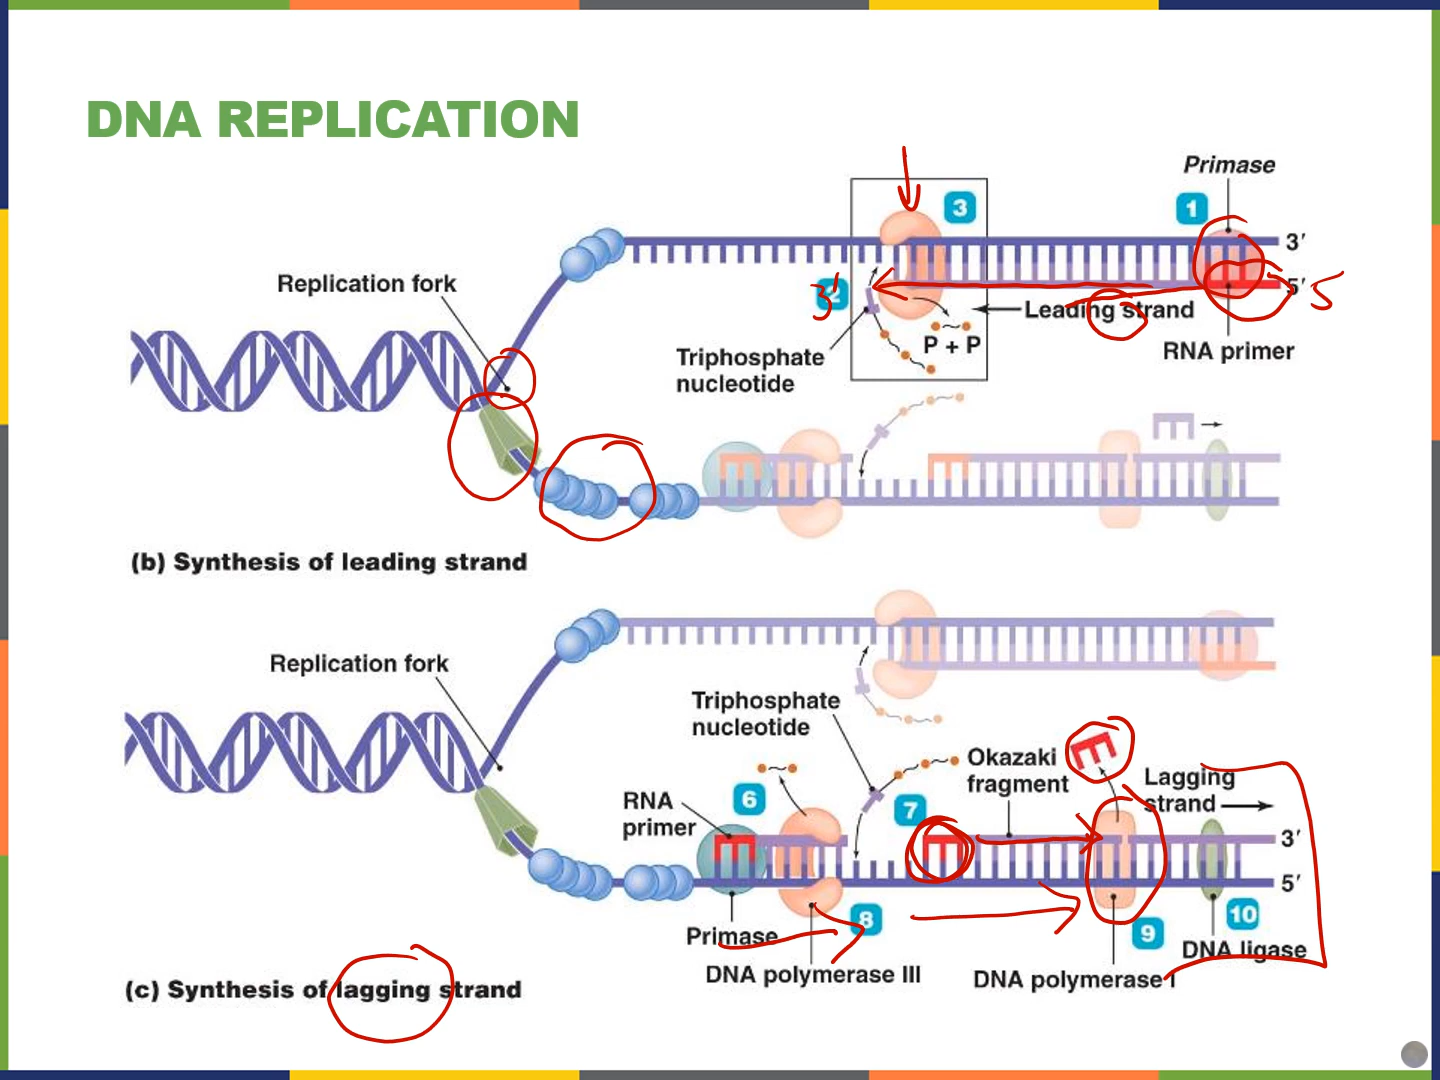 DNA REPLICATION
Primase
3
1
3′
Replication fork
3'
5′ 5
Leading strand
P + P
RNA primer
Triphosphate
nucleotide
(b) Synthesis of leading strand
Replication fork
Triphosphate
nucleotide
Okazaki
fragment
Lagging
strand
RNA
primer
6
7
3′
5′
8
9
10
Primase
DNA ligase
DNA polymerase III
DNA polymerase I
(c) Synthesis of lagging strand